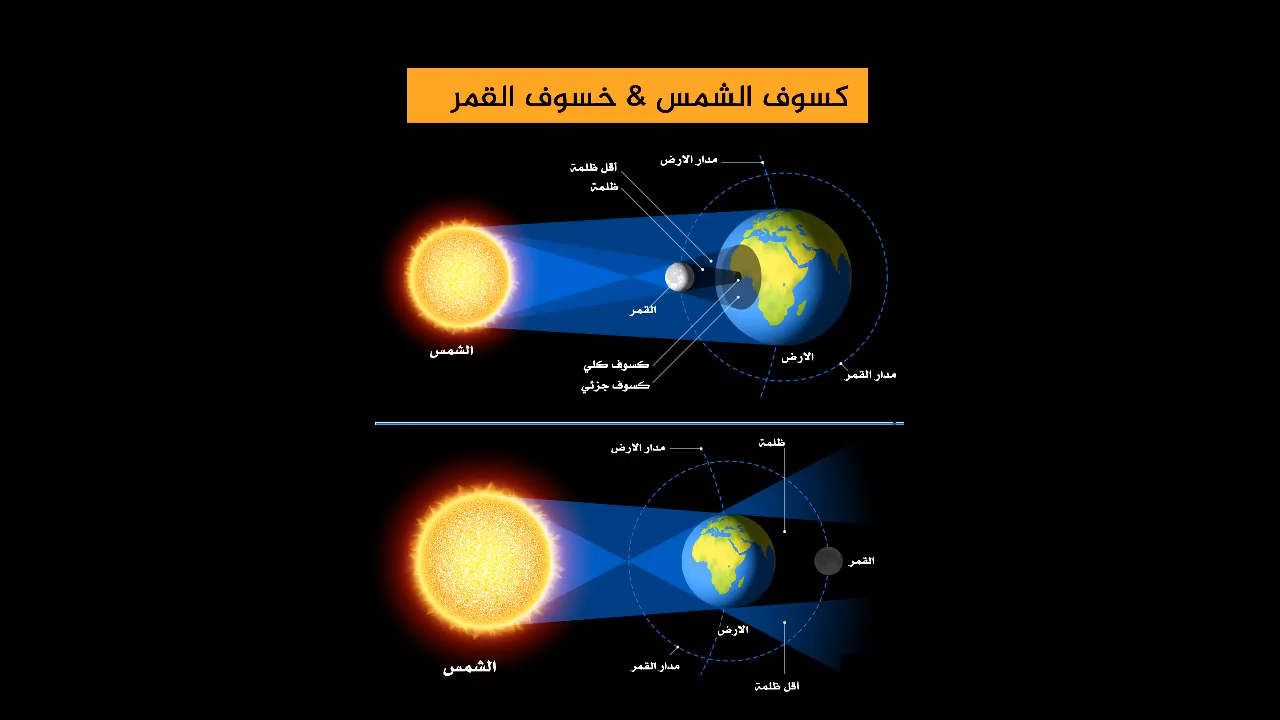 كسوف الشمس & خسوف القمر
مدار الارض
أقل ظلمة
ظلمة
القمر
الشمس
الارض
كسوف كلي
كسوف جزئي
مدار القمر
ظلمة
مدار الارض
القمر
الارض
مدار القمر
الشمس
أقل ظلمة